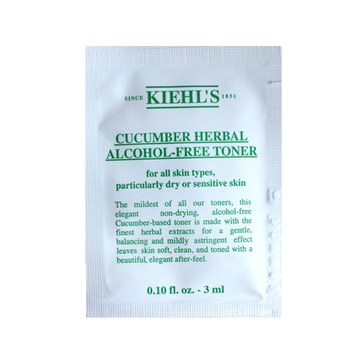 SINCE KIEHL'S 1851
CUCUMBER HERBAL
ALCOHOL-FREE TONER
for all skin types,
particularly dry or sensitive skin
The mildest of all our toners, this
elegant non-drying, alcohol-free
Cucumber-based toner is made with the
finest herbal extracts for a gentle,
balancing and mildly astringent effect
leaves skin soft, clean, and toned with a
beautiful, elegant after-feel.
0.10 fl. oz. - 3 ml